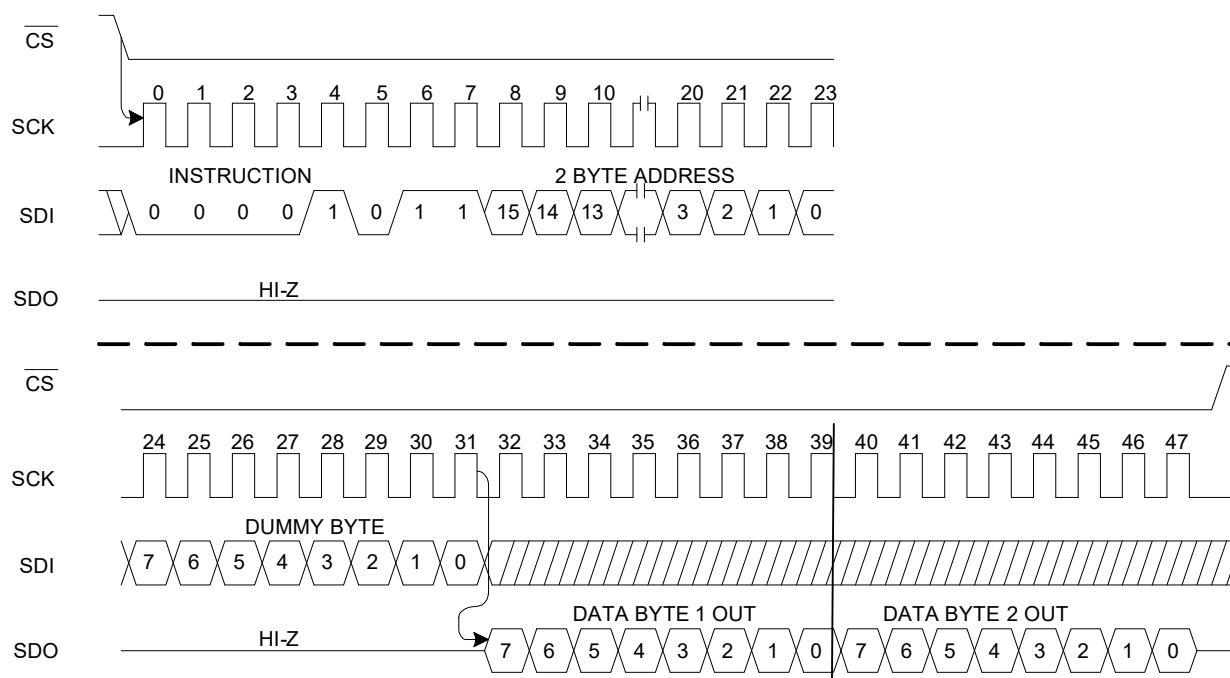 CS
0 1 2 3 4 5 6 7 8 9 10 20 21 22 23
SCK
INSTRUCTION 2 BYTE ADDRESS
SDI 0 0 0 0 1 0 1 1 15 14 13 3 2 1 0
SDO HI-Z
CS
24 25 26 27 28 29 30 31 32 33 34 35 36 37 38 39 40 41 42 43 44 45 46 47
SCK
DUMMY BYTE
SDI 7 6 5 4 3 2 1 0
DATA BYTE 1 OUT DATA BYTE 2 OUT
SDO HI-Z 7 6 5 4 3 2 1 0 7 6 5 4 3 2 1 0